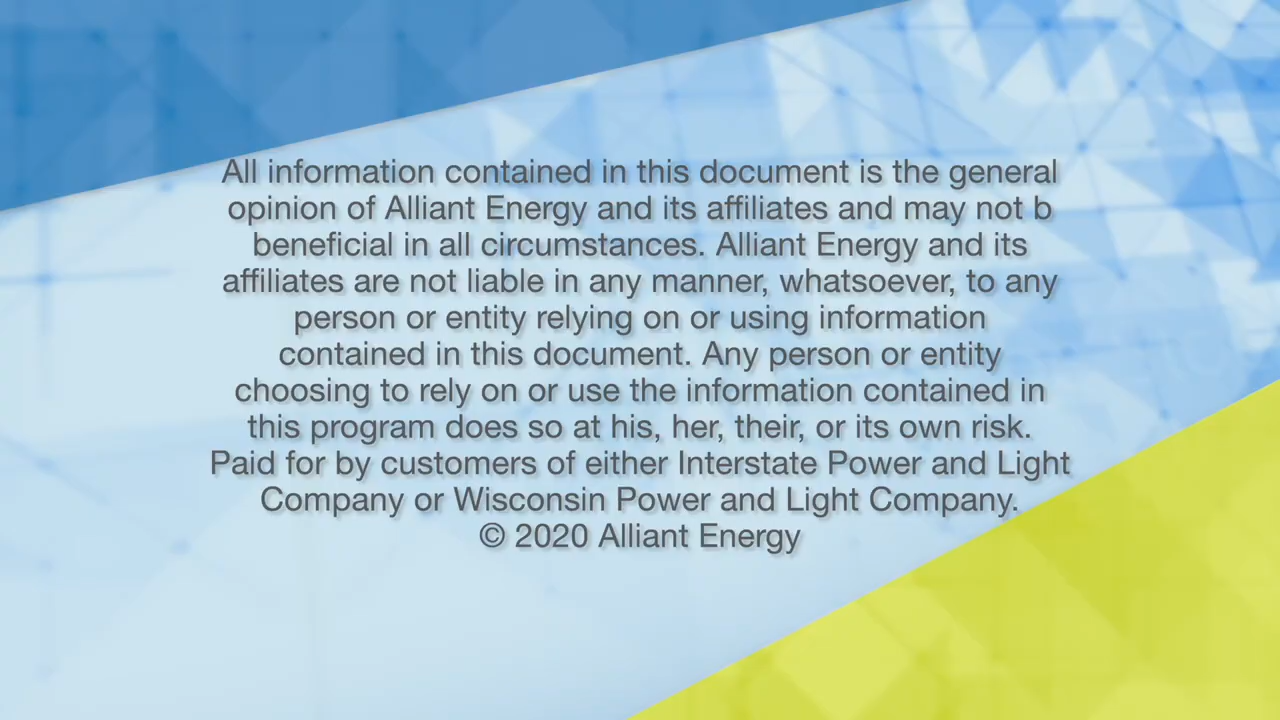 All information contained in this document is the general
opinion of Alliant Energy and its affiliates and may not b
beneficial in all circumstances. Alliant Energy and its
affiliates are not liable in any manner, whatsoever, to any
person or entity relying on or using information
contained in this document. Any person or entity
choosing to rely on or use the information contained in
this program does so at his, her, their, or its own risk.
Paid for by customers of either Interstate Power and Light
Company or Wisconsin Power and Light Company.
© 2020 Alliant Energy